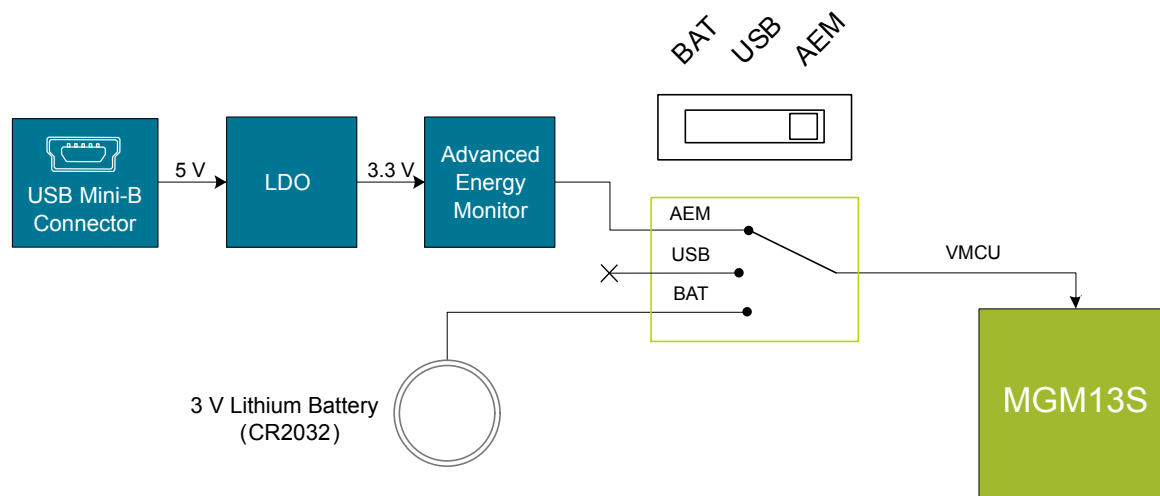 BAT
USB
AEM
USB Mini-B
Connector
5 V
LDO
3.3 V
Advanced
Energy
Monitor
AEM
USB
BAT
VMCU
3 V Lithium Battery
(CR2032)
MGM13S